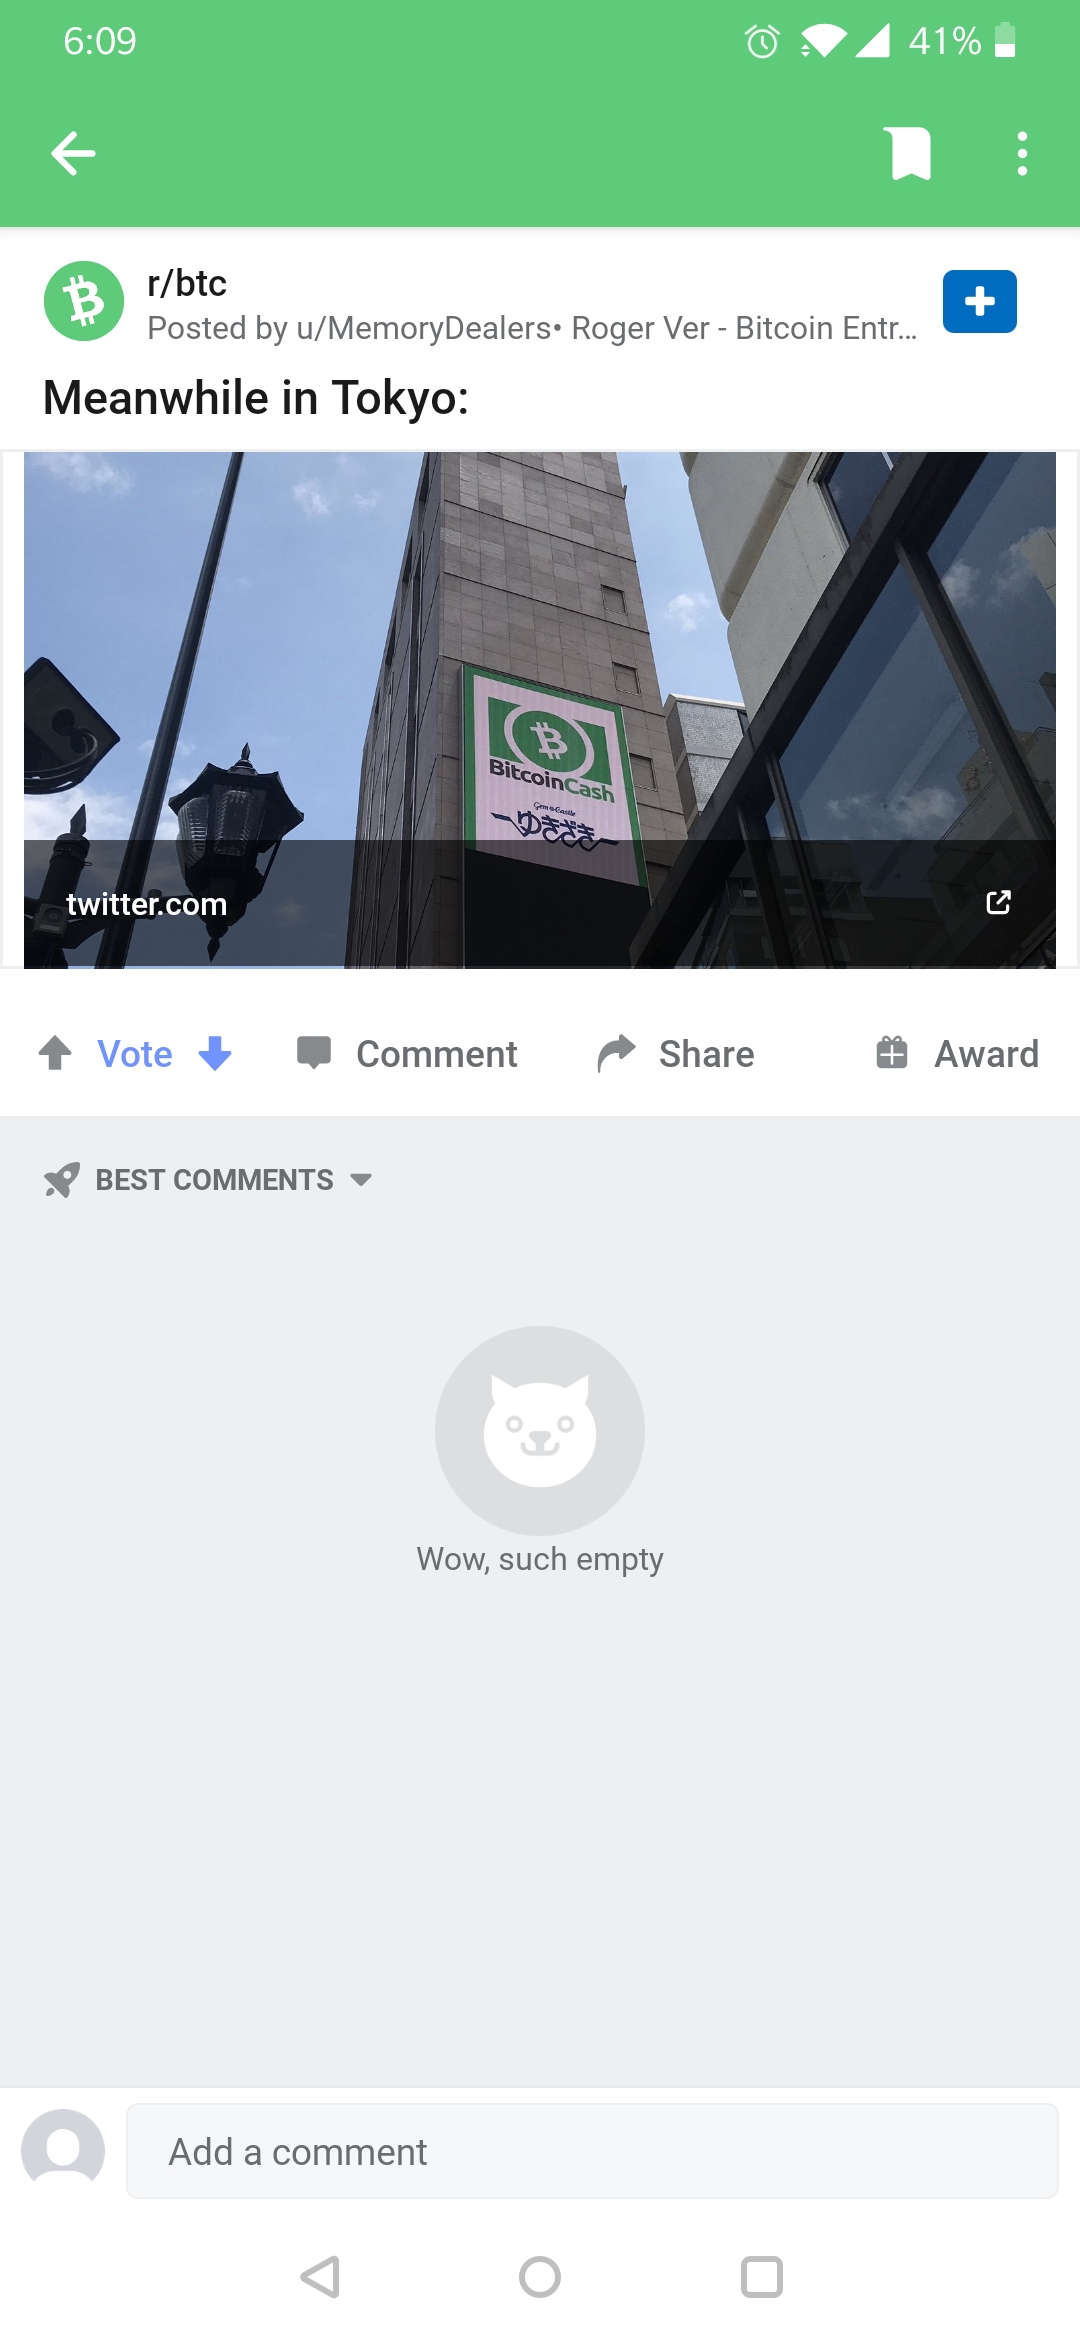 6:09
41%
r/btc
Posted by u/MemoryDealers• Roger Ver - Bitcoin Entr...
Meanwhile in Tokyo:
BitcoinCash
Gem Castle
ゆきざき
twitter.com
Vote
Comment
Share
Award
BEST COMMENTS
Wow, such empty
Add a comment